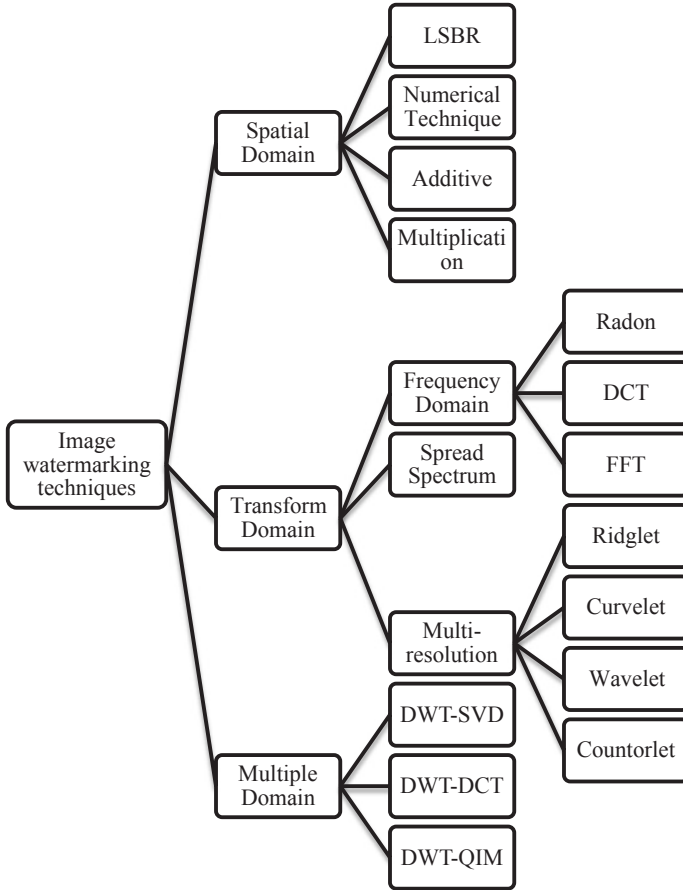 LSBR
Numerical
Technique
Spatial
Domain
Additive
Multiplicati
on
Radon
Frequency
Domain
DCT
Image
watermarking
techniques
Spread
Spectrum
FFT
Transform
Domain
Ridglet
Curvelet
Multi-
resolution
Wavelet
DWT-SVD
Countorlet
Multiple
Domain
DWT-DCT
DWT-QIM